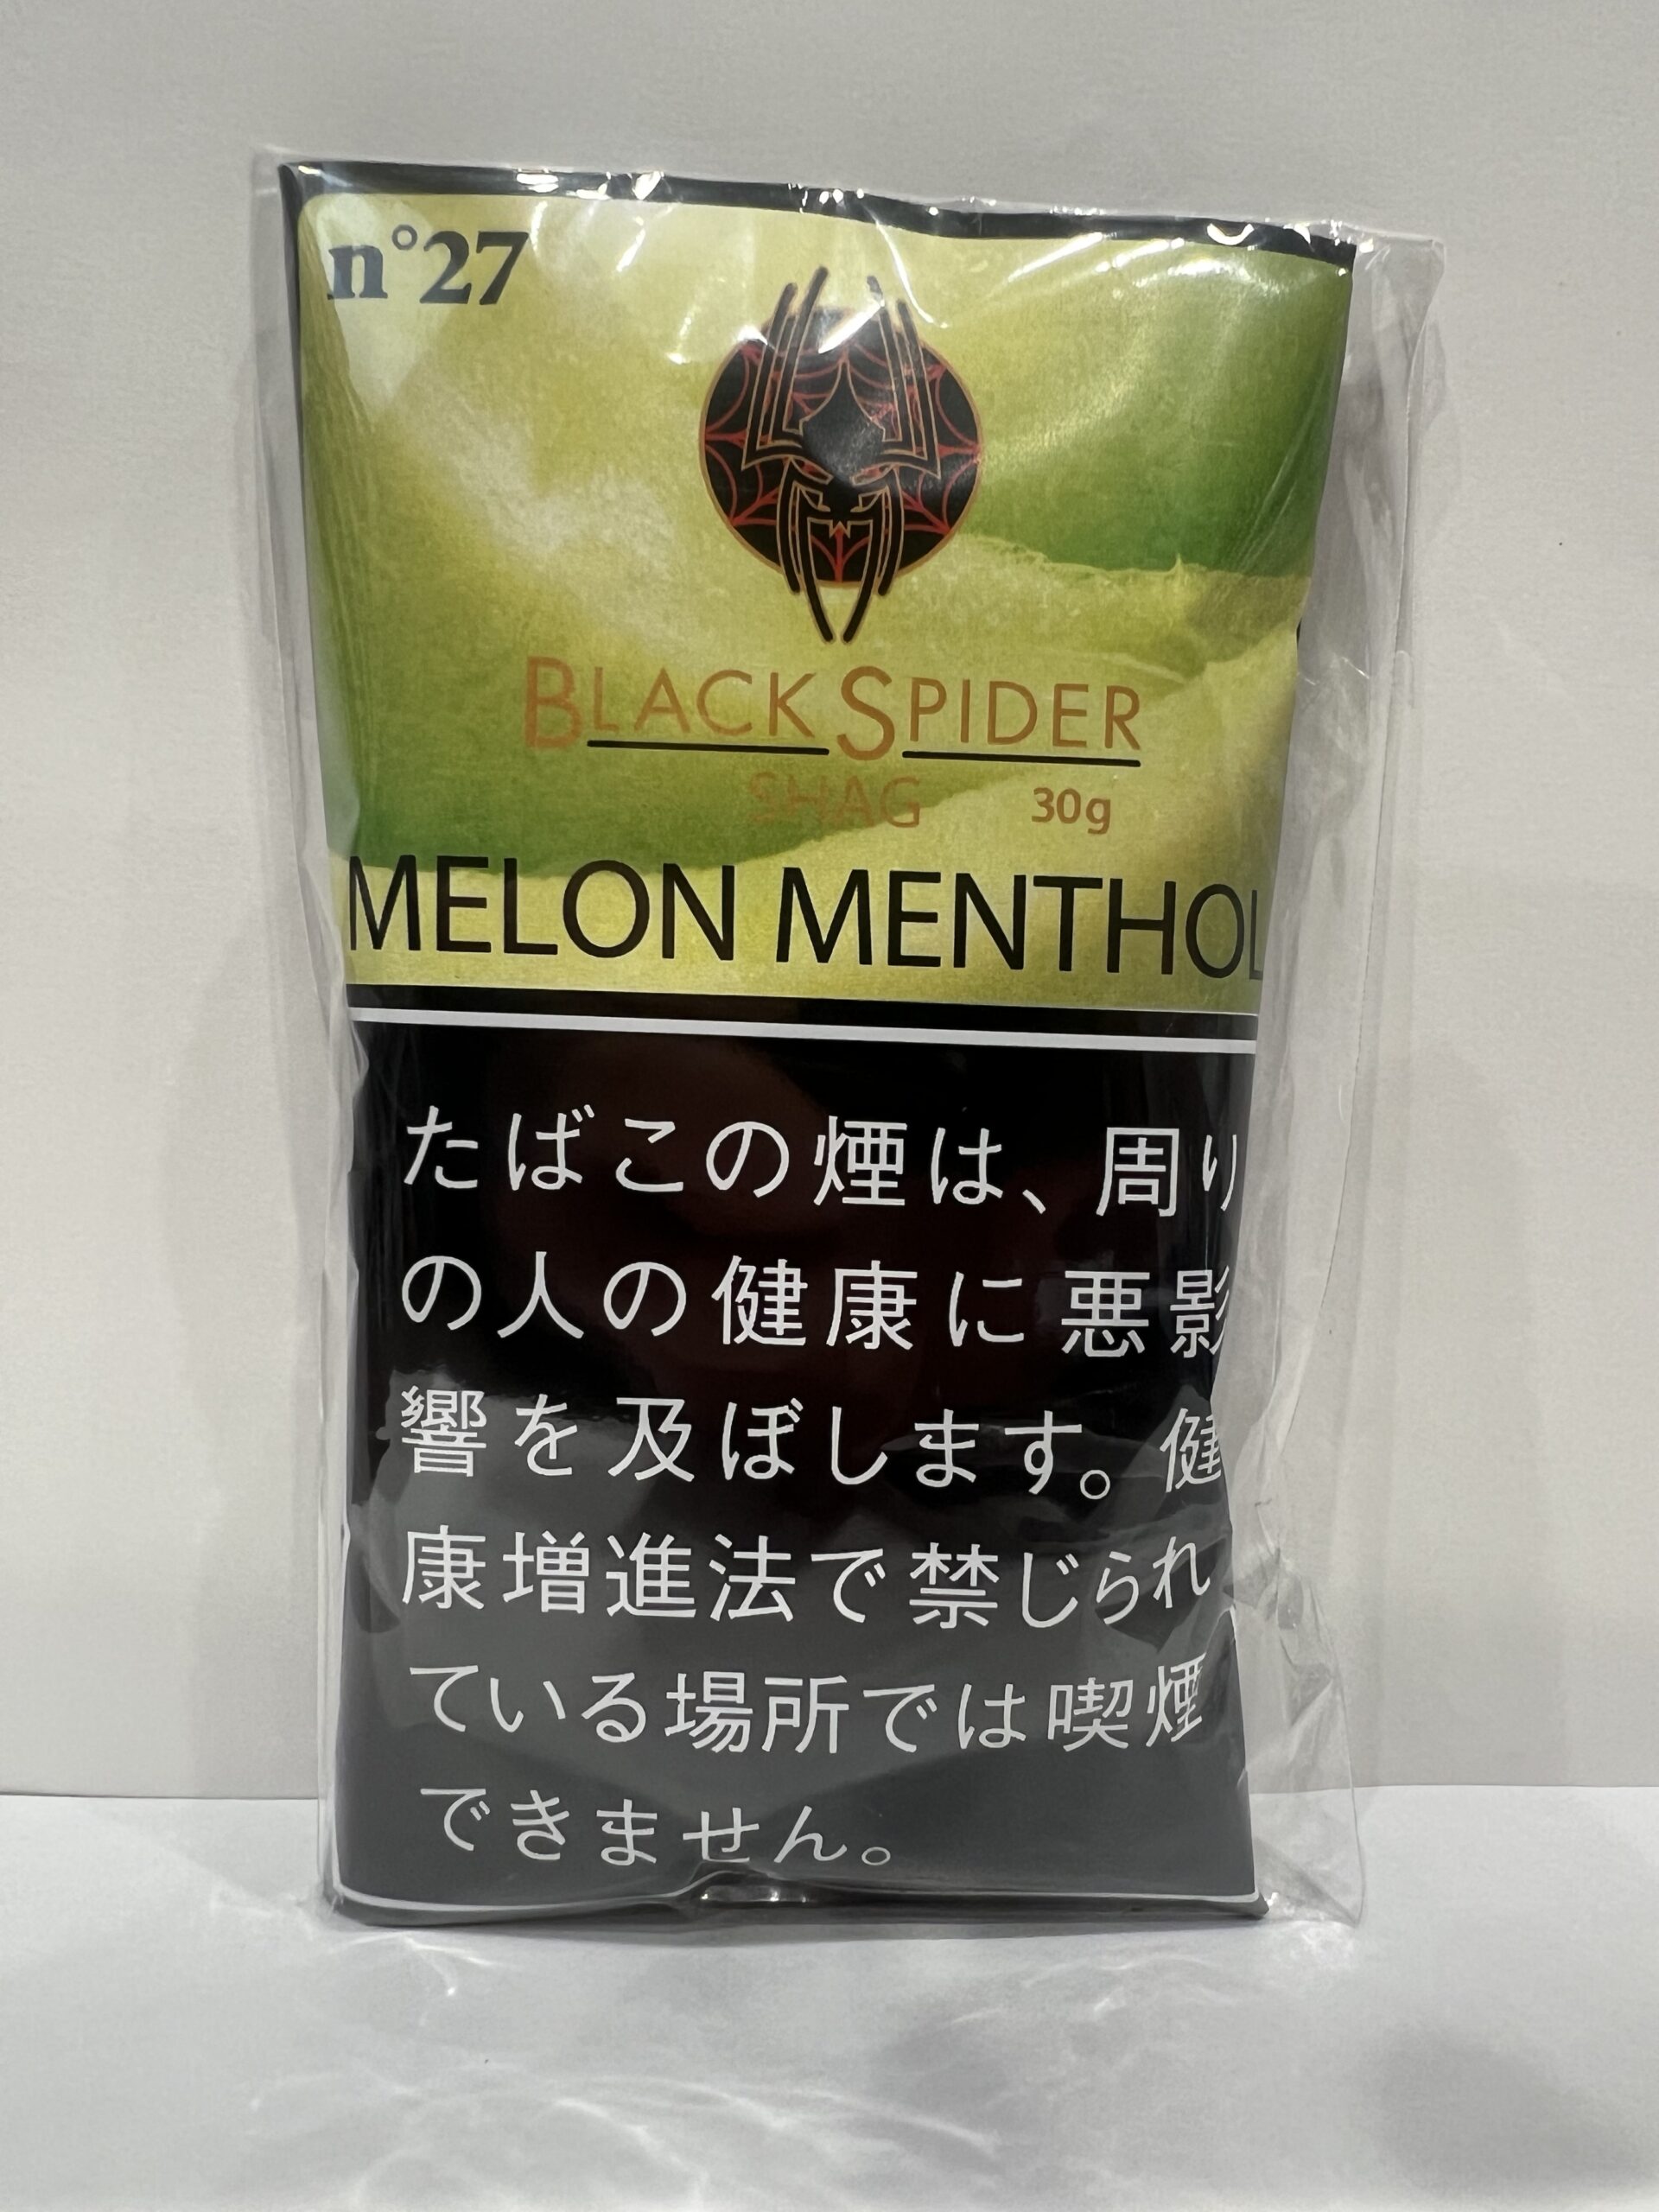 n°27
BLACK SPIDER
SHAG 30g
MELON MENTHOL
たばこの煙は、周り
の人の健康に悪影
響を及ぼします。健
康増進法で禁じられ
ている場所では喫煙
できません。